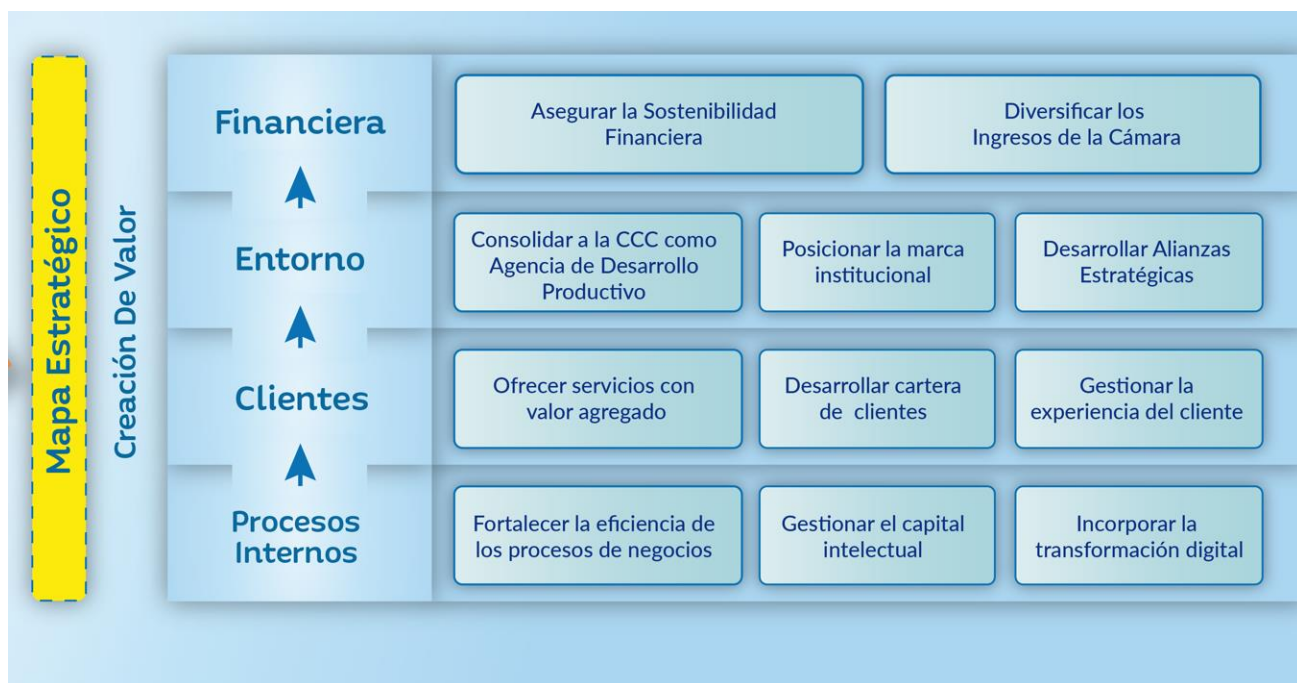 Mapa Estratégico
Creación De Valor
Financiera
Asegurar la Sostenibilidad
Financiera
Diversificar los
Ingresos de la Cámara
Entorno
Consolidar a la CCC como
Agencia de Desarrollo
Productivo
Posicionar la marca
institucional
Desarrollar Alianzas
Estratégicas
Clientes
Ofrecer servicios con
valor agregado
Desarrollar cartera
de clientes
Gestionar la
experiencia del cliente
Procesos
Internos
Fortalecer la eficiencia de
los procesos de negocios
Gestionar el capital
intelectual
Incorporar la
transformación digital